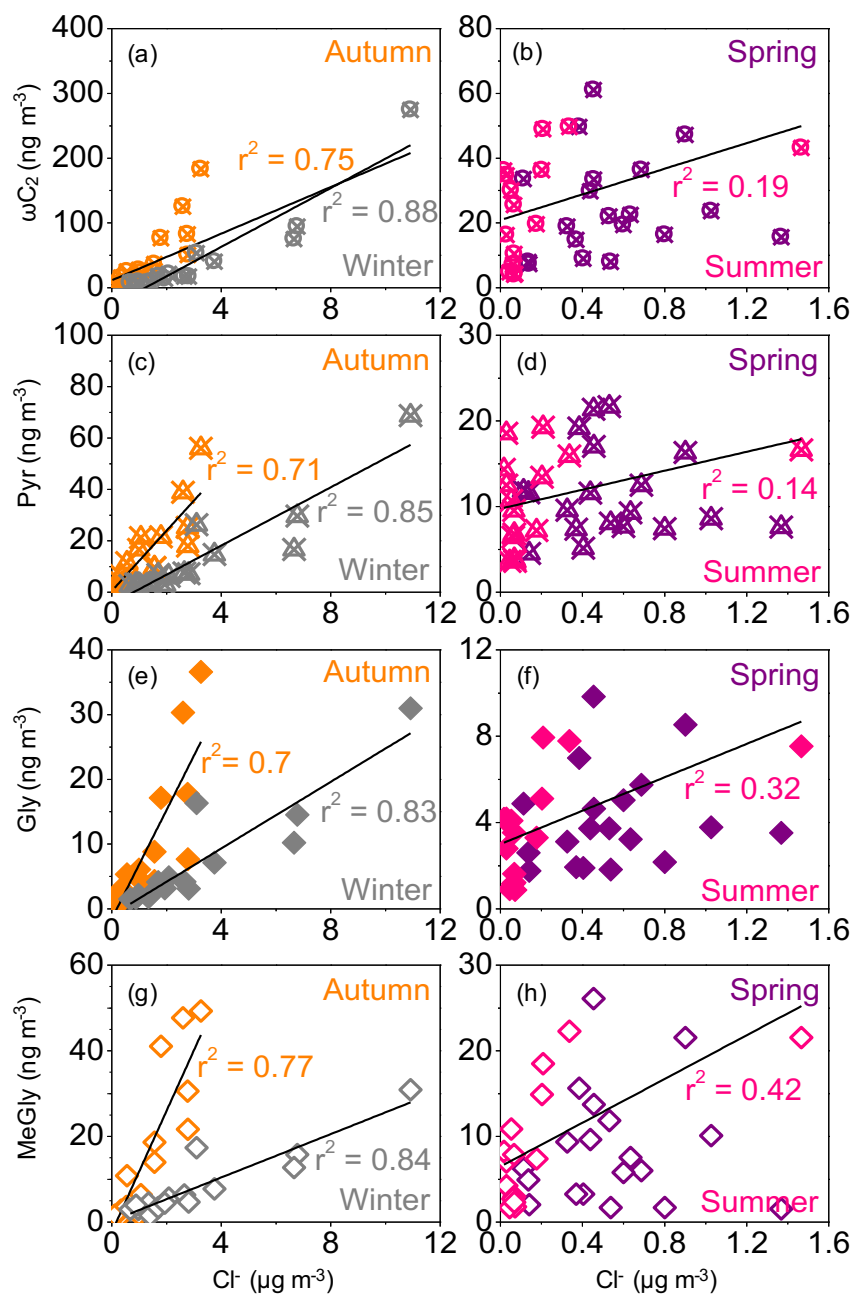 400
300
200
100
0
ωC₂ (ng m⁻³)
(a)
Autumn
r² = 0.75
r² = 0.88
Winter
0
4
8
12
60
40
20
0
(b)
Spring
r² = 0.19
Summer
0.0
0.4
0.8
1.2
1.6
100
80
60
40
20
0
Pyr (ng m⁻³)
(c)
Autumn
r² = 0.71
r² = 0.85
Winter
0
4
8
12
30
20
10
0
(d)
Spring
r² = 0.14
Summer
0.0
0.4
0.8
1.2
1.6
40
30
20
10
0
Gly (ng m⁻³)
(e)
Autumn
r² = 0.7
r² = 0.83
Winter
0
4
8
12
12
8
4
0
(f)
Spring
r² = 0.32
Summer
0.0
0.4
0.8
1.2
1.6
60
40
20
0
MeGly (ng m⁻³)
(g)
Autumn
r² = 0.77
r² = 0.84
Winter
0
4
8
12
Cl⁻ (µg m⁻³)
30
20
10
0
(h)
Spring
r² = 0.42
Summer
0.0
0.4
0.8
1.2
1.6
Cl⁻ (µg m⁻³)